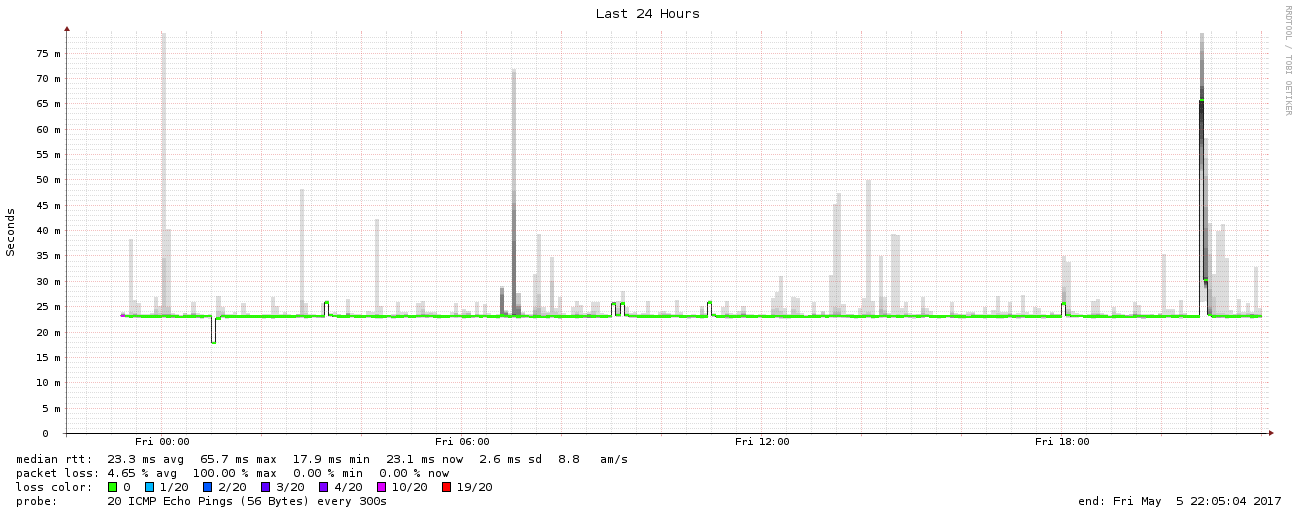 Last 24 Hours
RRDTOOL / TOBI OETIKER
Seconds
75 m
70 m
65 m
60 m
55 m
50 m
45 m
40 m
35 m
30 m
25 m
20 m
15 m
10 m
5 m
0
Fri 00:00 Fri 06:00 Fri 12:00 Fri 18:00
median rtt: 23.3 ms avg 65.7 ms max 17.9 ms min 23.1 ms now 2.6 ms sd 8.8 am/s
packet loss: 4.65 % avg 100.00 % max 0.00 % min 0.00 % now
loss color: 0 1/20 2/20 3/20 4/20 10/20 19/20
probe: 20 ICMP Echo Pings (56 Bytes) every 300s end: Fri May 5 22:05:04 2017